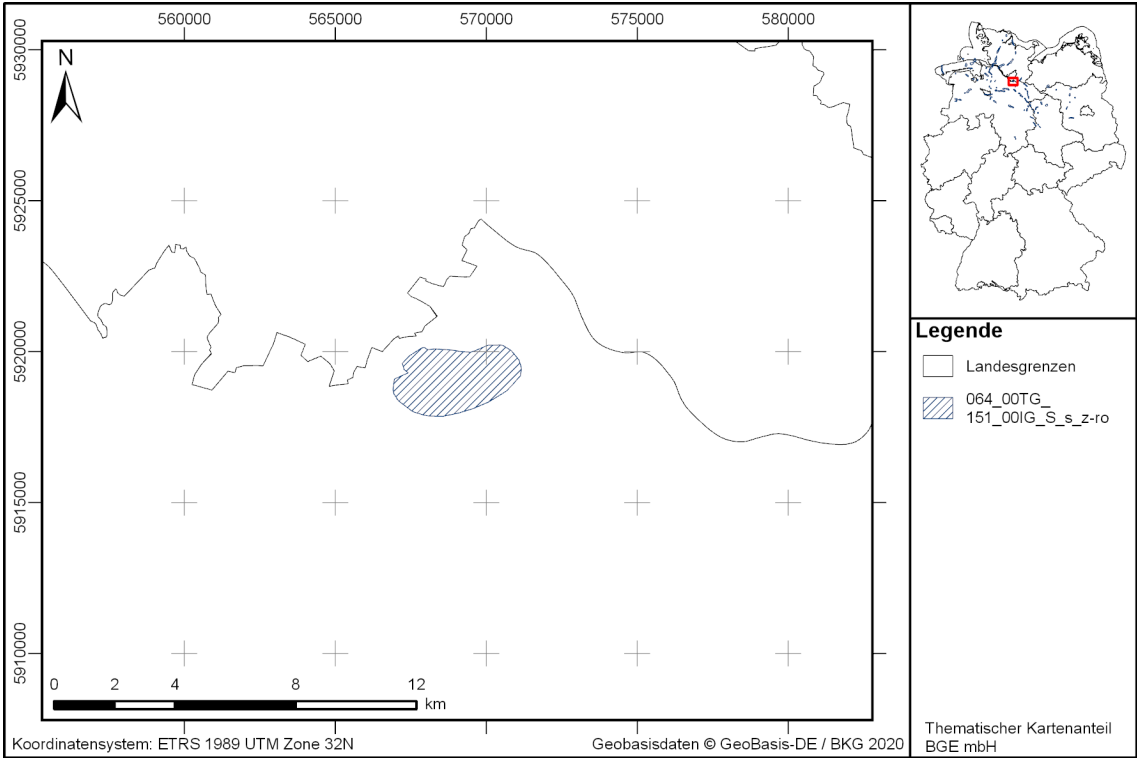 560000 565000 570000 575000 580000
5930000
5925000
5920000
5915000
5910000
N
0 2 4 8 12
km
Koordinatensystem: ETRS 1989 UTM Zone 32N
Geobasisdaten © GeoBasis-DE / BKG 2020
Legende
Landesgrenzen
064_00TG_
151_00IG_S_s_z-ro
Thematischer Kartenanteil
BGE mbH